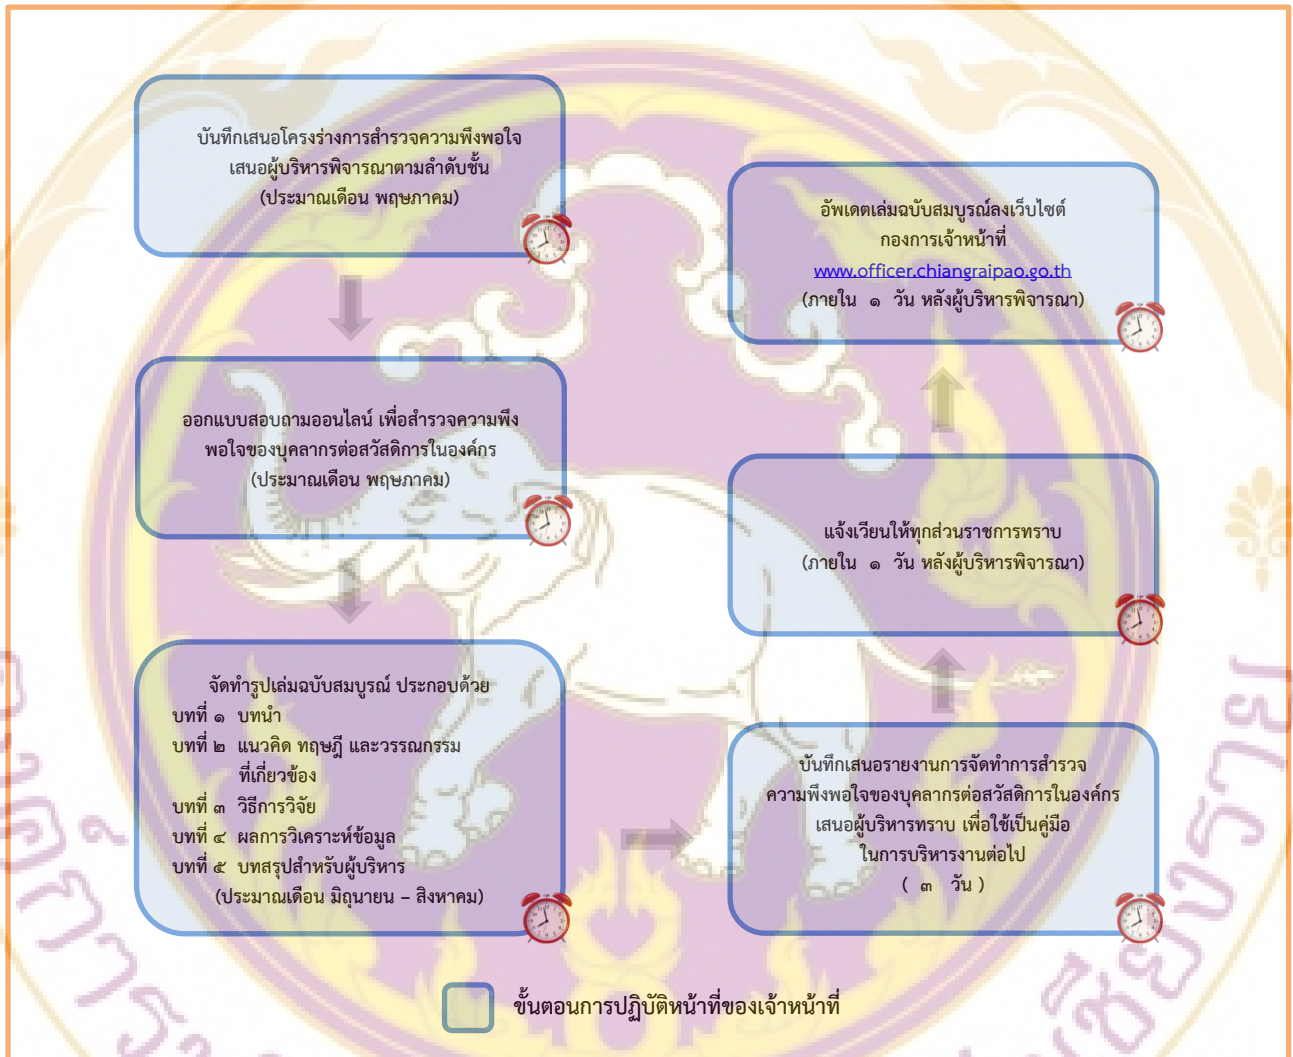 บันทึกเสนอโครงร่างการสำรวจความพึงพอใจ
เสนอผู้บริหารพิจารณาตามลำดับชั้น
(ประมาณเดือน พฤษภาคม)
ออกแบบสอบถามออนไลน์ เพื่อสำรวจความพึง
พอใจของบุคลากรต่อสวัสดิการในองค์กร
(ประมาณเดือน พฤษภาคม)
จัดทำรูปเล่มฉบับสมบูรณ์ ประกอบด้วย
บทที่ ๑ บทนำ
บทที่ ๒ แนวคิด ทฤษฎี และวรรณกรรม
ที่เกี่ยวข้อง
บทที่ ๓ วิธีการวิจัย
บทที่ ๔ ผลการวิเคราะห์ข้อมูล
บทที่ ๕ บทสรุปสำหรับผู้บริหาร
(ประมาณเดือน มิถุนายน – สิงหาคม)
บันทึกเสนอรายงานการจัดทำการสำรวจ
ความพึงพอใจของบุคลากรต่อสวัสดิการในองค์กร
เสนอผู้บริหารทราบ เพื่อใช้เป็นคู่มือ
ในการบริหารงานต่อไป
( ๓ วัน )
แจ้งเวียนให้ทุกส่วนราชการทราบ
(ภายใน ๑ วัน หลังผู้บริหารพิจารณา)
อัพเดตเล่มฉบับสมบูรณ์ลงเว็บไซต์
กองการเจ้าหน้าที่
www.officer.chiangraipao.go.th
(ภายใน ๑ วัน หลังผู้บริหารพิจารณา)
ขั้นตอนการปฏิบัติหน้าที่ของเจ้าหน้าที่